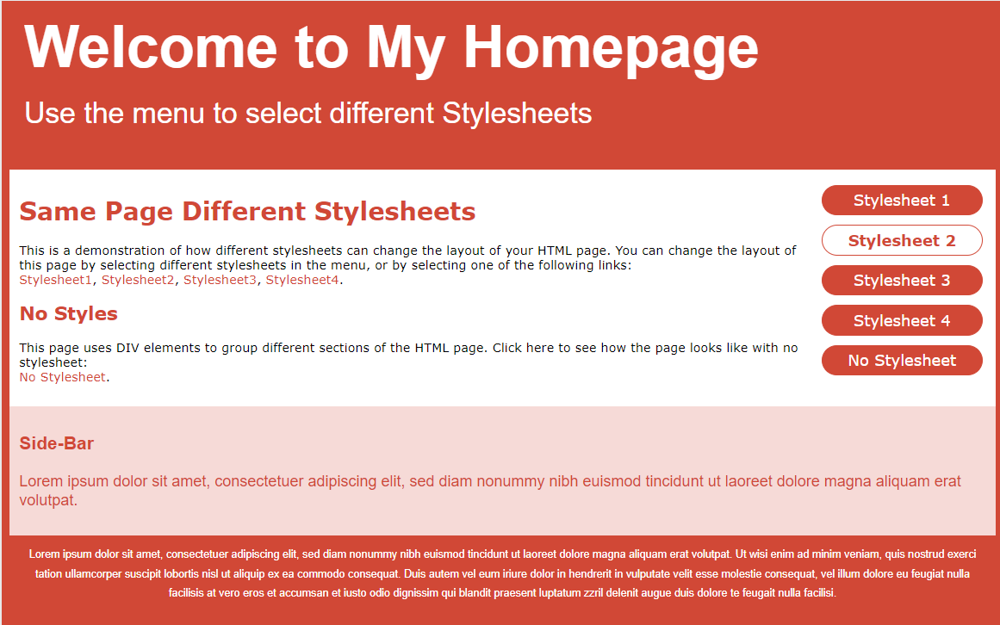 Welcome to My Homepage
Use the menu to select different Stylesheets
Same Page Different Stylesheets
This is a demonstration of how different stylesheets can change the layout of your HTML page. You can change the layout of
this page by selecting different stylesheets in the menu, or by selecting one of the following links:
Stylesheet1, Stylesheet2, Stylesheet3, Stylesheet4.
No Styles
This page uses DIV elements to group different sections of the HTML page. Click here to see how the page looks like with no
stylesheet:
No Stylesheet.
Stylesheet 1
Stylesheet 2
Stylesheet 3
Stylesheet 4
No Stylesheet
Side-Bar
Lorem ipsum dolor sit amet, consectetuer adipiscing elit, sed diam nonummy nibh euismod tincidunt ut laoreet dolore magna aliquam erat
volutpat.
Lorem ipsum dolor sit amet, consectetuer adipiscing elit, sed diam nonummy nibh euismod tincidunt ut laoreet dolore magna aliquam erat volutpat. Ut wisi enim ad minim veniam, quis nostrud exerci
tation ullamcorper suscipit lobortis nisl ut aliquip ex ea commodo consequat. Duis autem vel eum iriure dolor in hendrerit in vulputate velit esse molestie consequat, vel illum dolore eu feugiat nulla
facilisis at vero eros et accumsan et iusto odio dignissim qui blandit praesent luptatum zzril delenit augue duis dolore te feugait nulla facilisi.